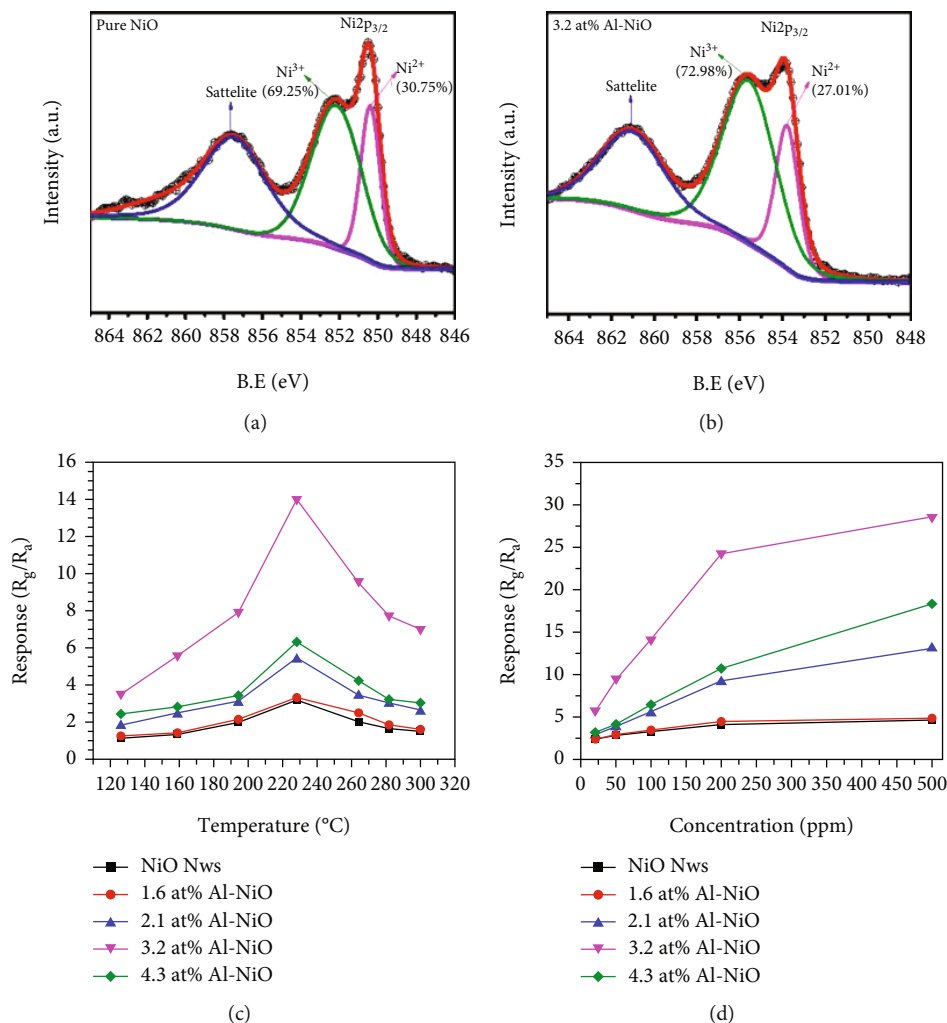 Pure NiO
Ni2p3/2
Ni3+
(69.25%)
Ni2+
(30.75%)
Sattelite
Intensity (a.u.)
864 862 860 858 856 854 852 850 848 846
B.E (eV)
(a)
3.2 at% Al-NiO
Ni2p3/2
Ni3+
(72.98%)
Ni2+
(27.01%)
Sattelite
Intensity (a.u.)
864 862 860 858 856 854 852 850 848
B.E (eV)
(b)
Response (Rg/Ra)
16
14
12
10
8
6
4
2
0
120 140 160 180 200 220 240 260 280 300 320
Temperature (°C)
NiO Nws
1.6 at% Al-NiO
2.1 at% Al-NiO
3.2 at% Al-NiO
4.3 at% Al-NiO
(c)
Response (Rg/Ra)
35
30
25
20
15
10
5
0
0 50 100 150 200 250 300 350 400 450 500
Concentration (ppm)
NiO Nws
1.6 at% Al-NiO
2.1 at% Al-NiO
3.2 at% Al-NiO
4.3 at% Al-NiO
(d)